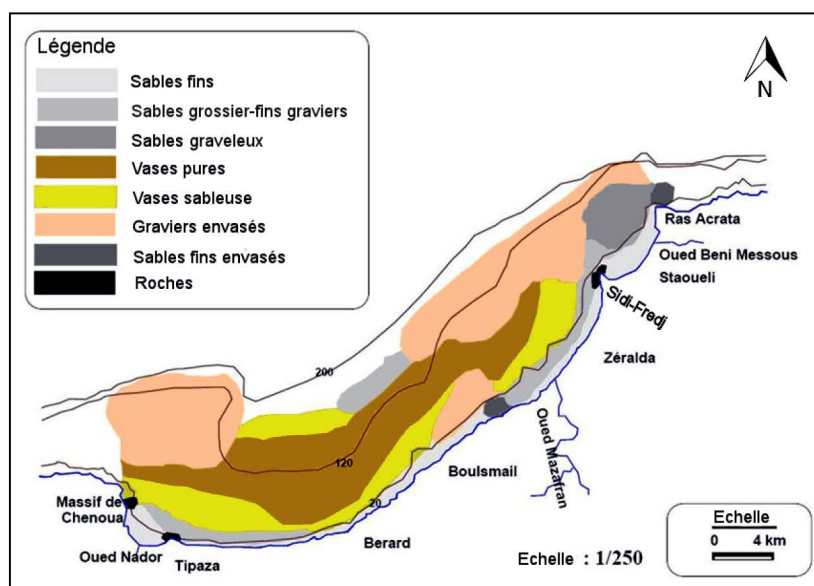 Légende
Sables fins
Sables grossier-fins graviers
Sables graveleux
Vases pures
Vases sableuse
Graviers envasés
Sables fins envasés
Roches
N
Ras Acrata
Oued Beni Messous
Staoueli
Sidi-Fredj
Zéralda
200
Oued Mazafran
120
Boulsmail
20
Massif de
Chenoua
Berard
Oued Nador
Tipaza
Echelle : 1/250
Echelle
0 4 km